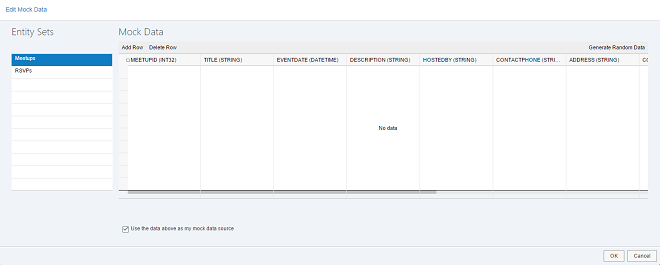 Edit Mock Data
Entity Sets
Mock Data
Add Row Delete Row Generate Random Data
Meetups
RSVPs
MEETUPID (INT32) TITLE (STRING) EVENTDATE (DATETIME) DESCRIPTION (STRING) HOSTEDBY (STRING) CONTACTPHONE (STRI... ADDRESS (STRING) CO
No data
Use the data above as my mock data source
OK Cancel